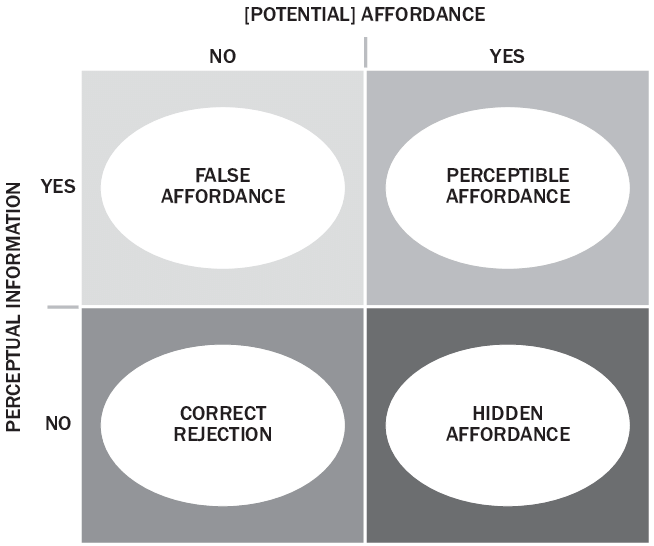 [POTENTIAL] AFFORDANCE
NO
YES
PERCEPTUAL INFORMATION
YES
FALSE
AFFORDANCE
PERCEPTIBLE
AFFORDANCE
NO
CORRECT
REJECTION
HIDDEN
AFFORDANCE